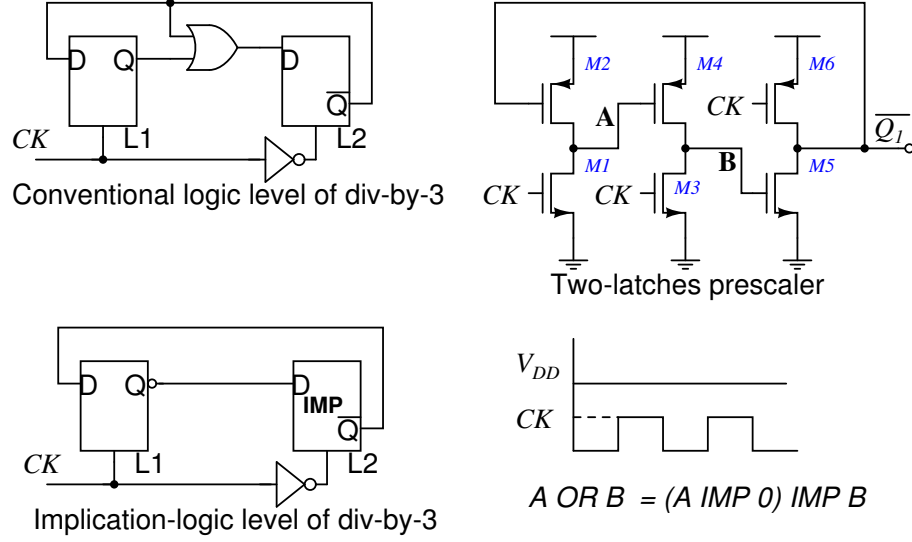 D Q
D
Q
CK
L1
L2
Conventional logic level of div-by-3
M2
M4
M6
CK
A
Q1
M1
B
M5
CK
CK
M3
Two-latches prescaler
D Q
D
IMP
Q
CK
L1
L2
Implication-logic level of div-by-3
VDD
CK
A OR B = (A IMP 0) IMP B